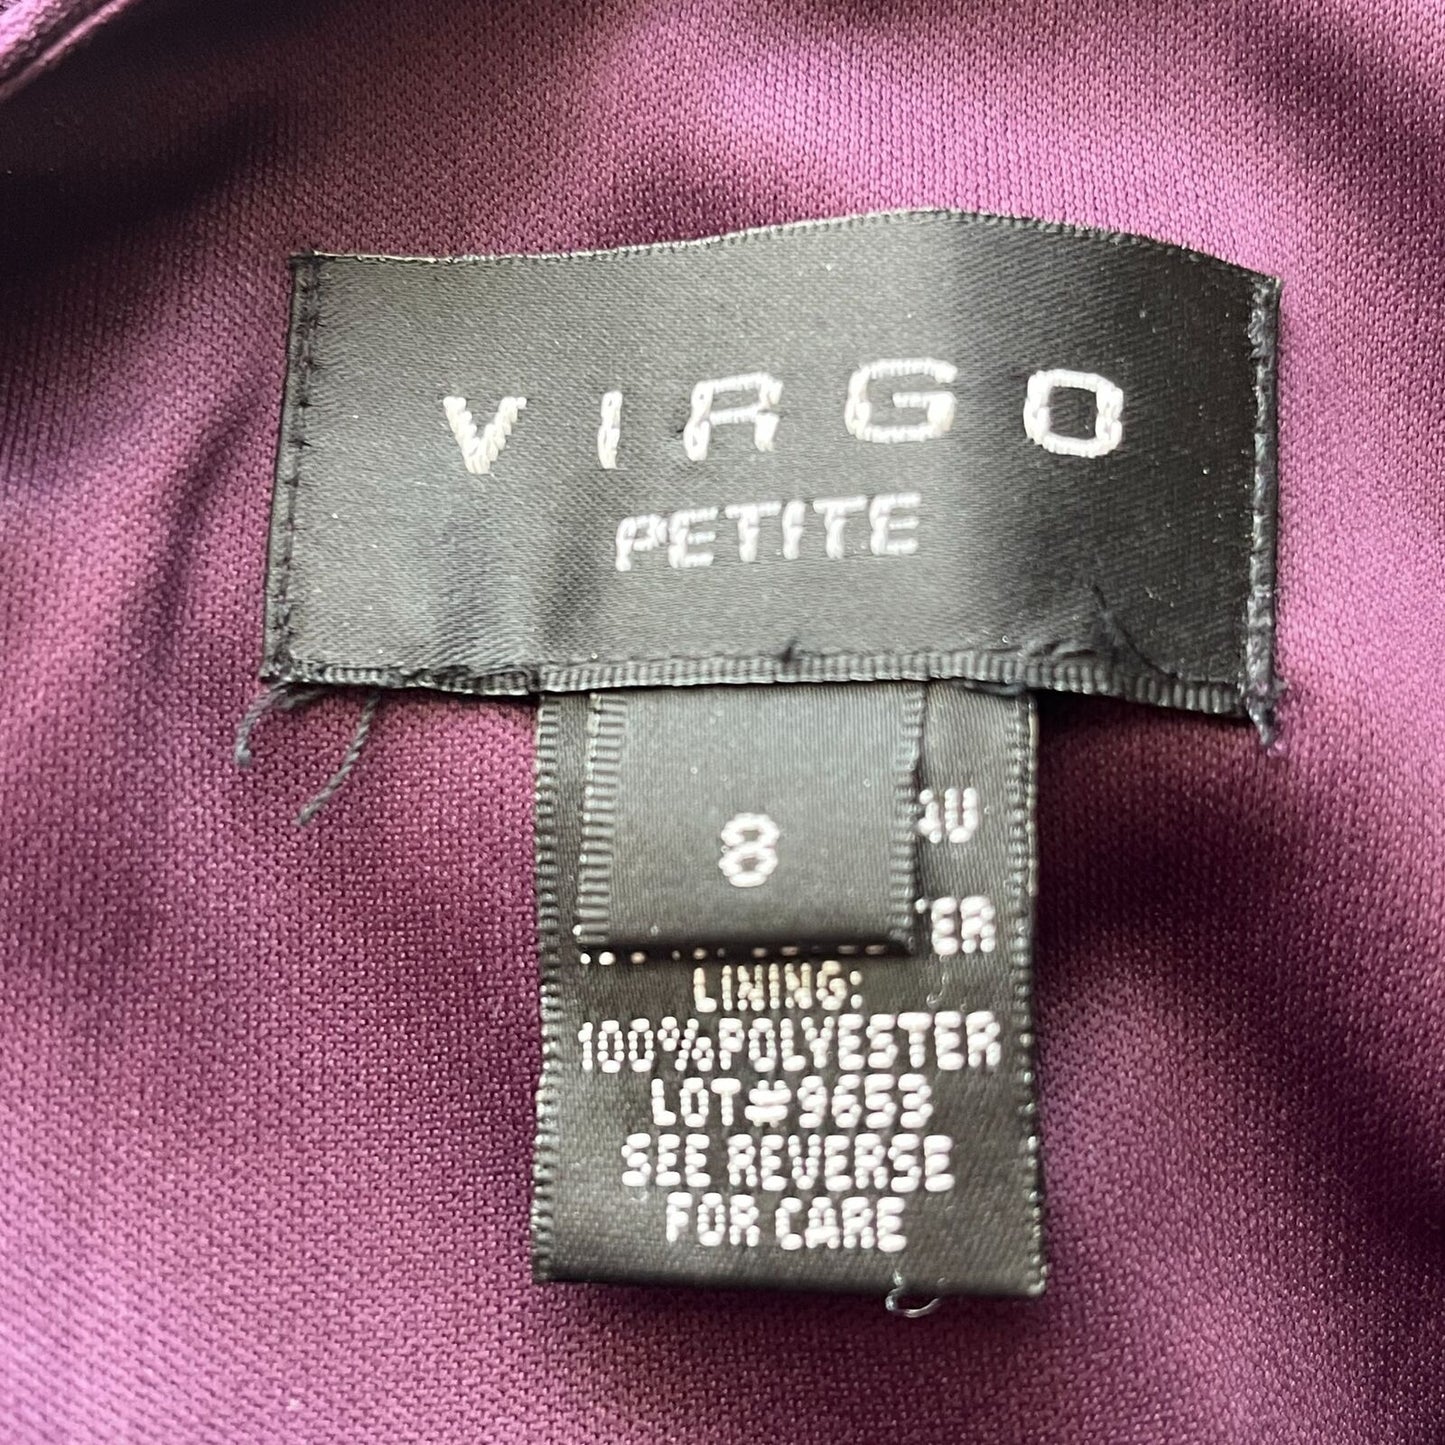 VIRGO
PETITE
8
LINING:
100%POLYESTER
LOT#9653
SEE REVERSE
FOR CARE